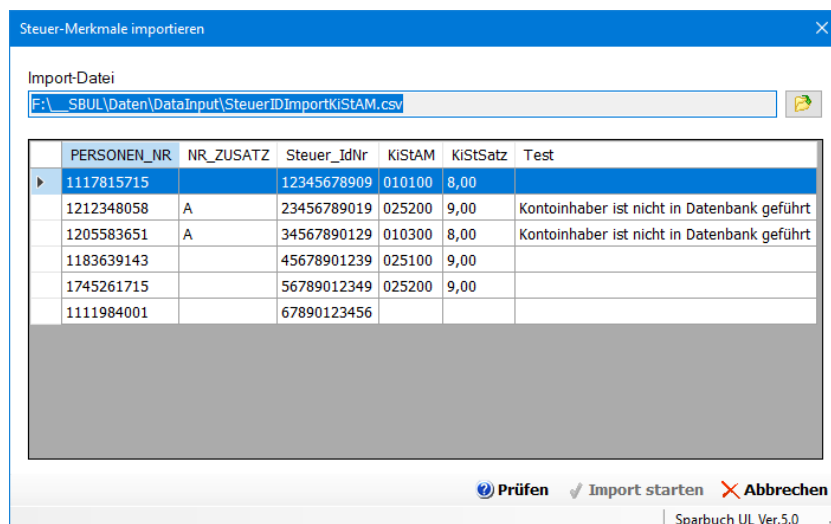 Steuer-Merkmale importieren
Import-Datei
F:\__SBUL\Daten\DataInput\SteuerIDImportKiStAM.csv
PERSONEN_NR NR_ZUSATZ Steuer_IdNr KiStAM KiStSatz Test
1117815715 12345678909 010100 8,00
1212348058 A 23456789019 025200 9,00 Kontoinhaber ist nicht in Datenbank geführt
1205583651 A 34567890129 010300 8,00 Kontoinhaber ist nicht in Datenbank geführt
1183639143 45678901239 025100 9,00
1745261715 56789012349 025200 9,00
1111984001 67890123456
Prüfen Import starten Abbrechen
Sparbuch UL Ver.5.0